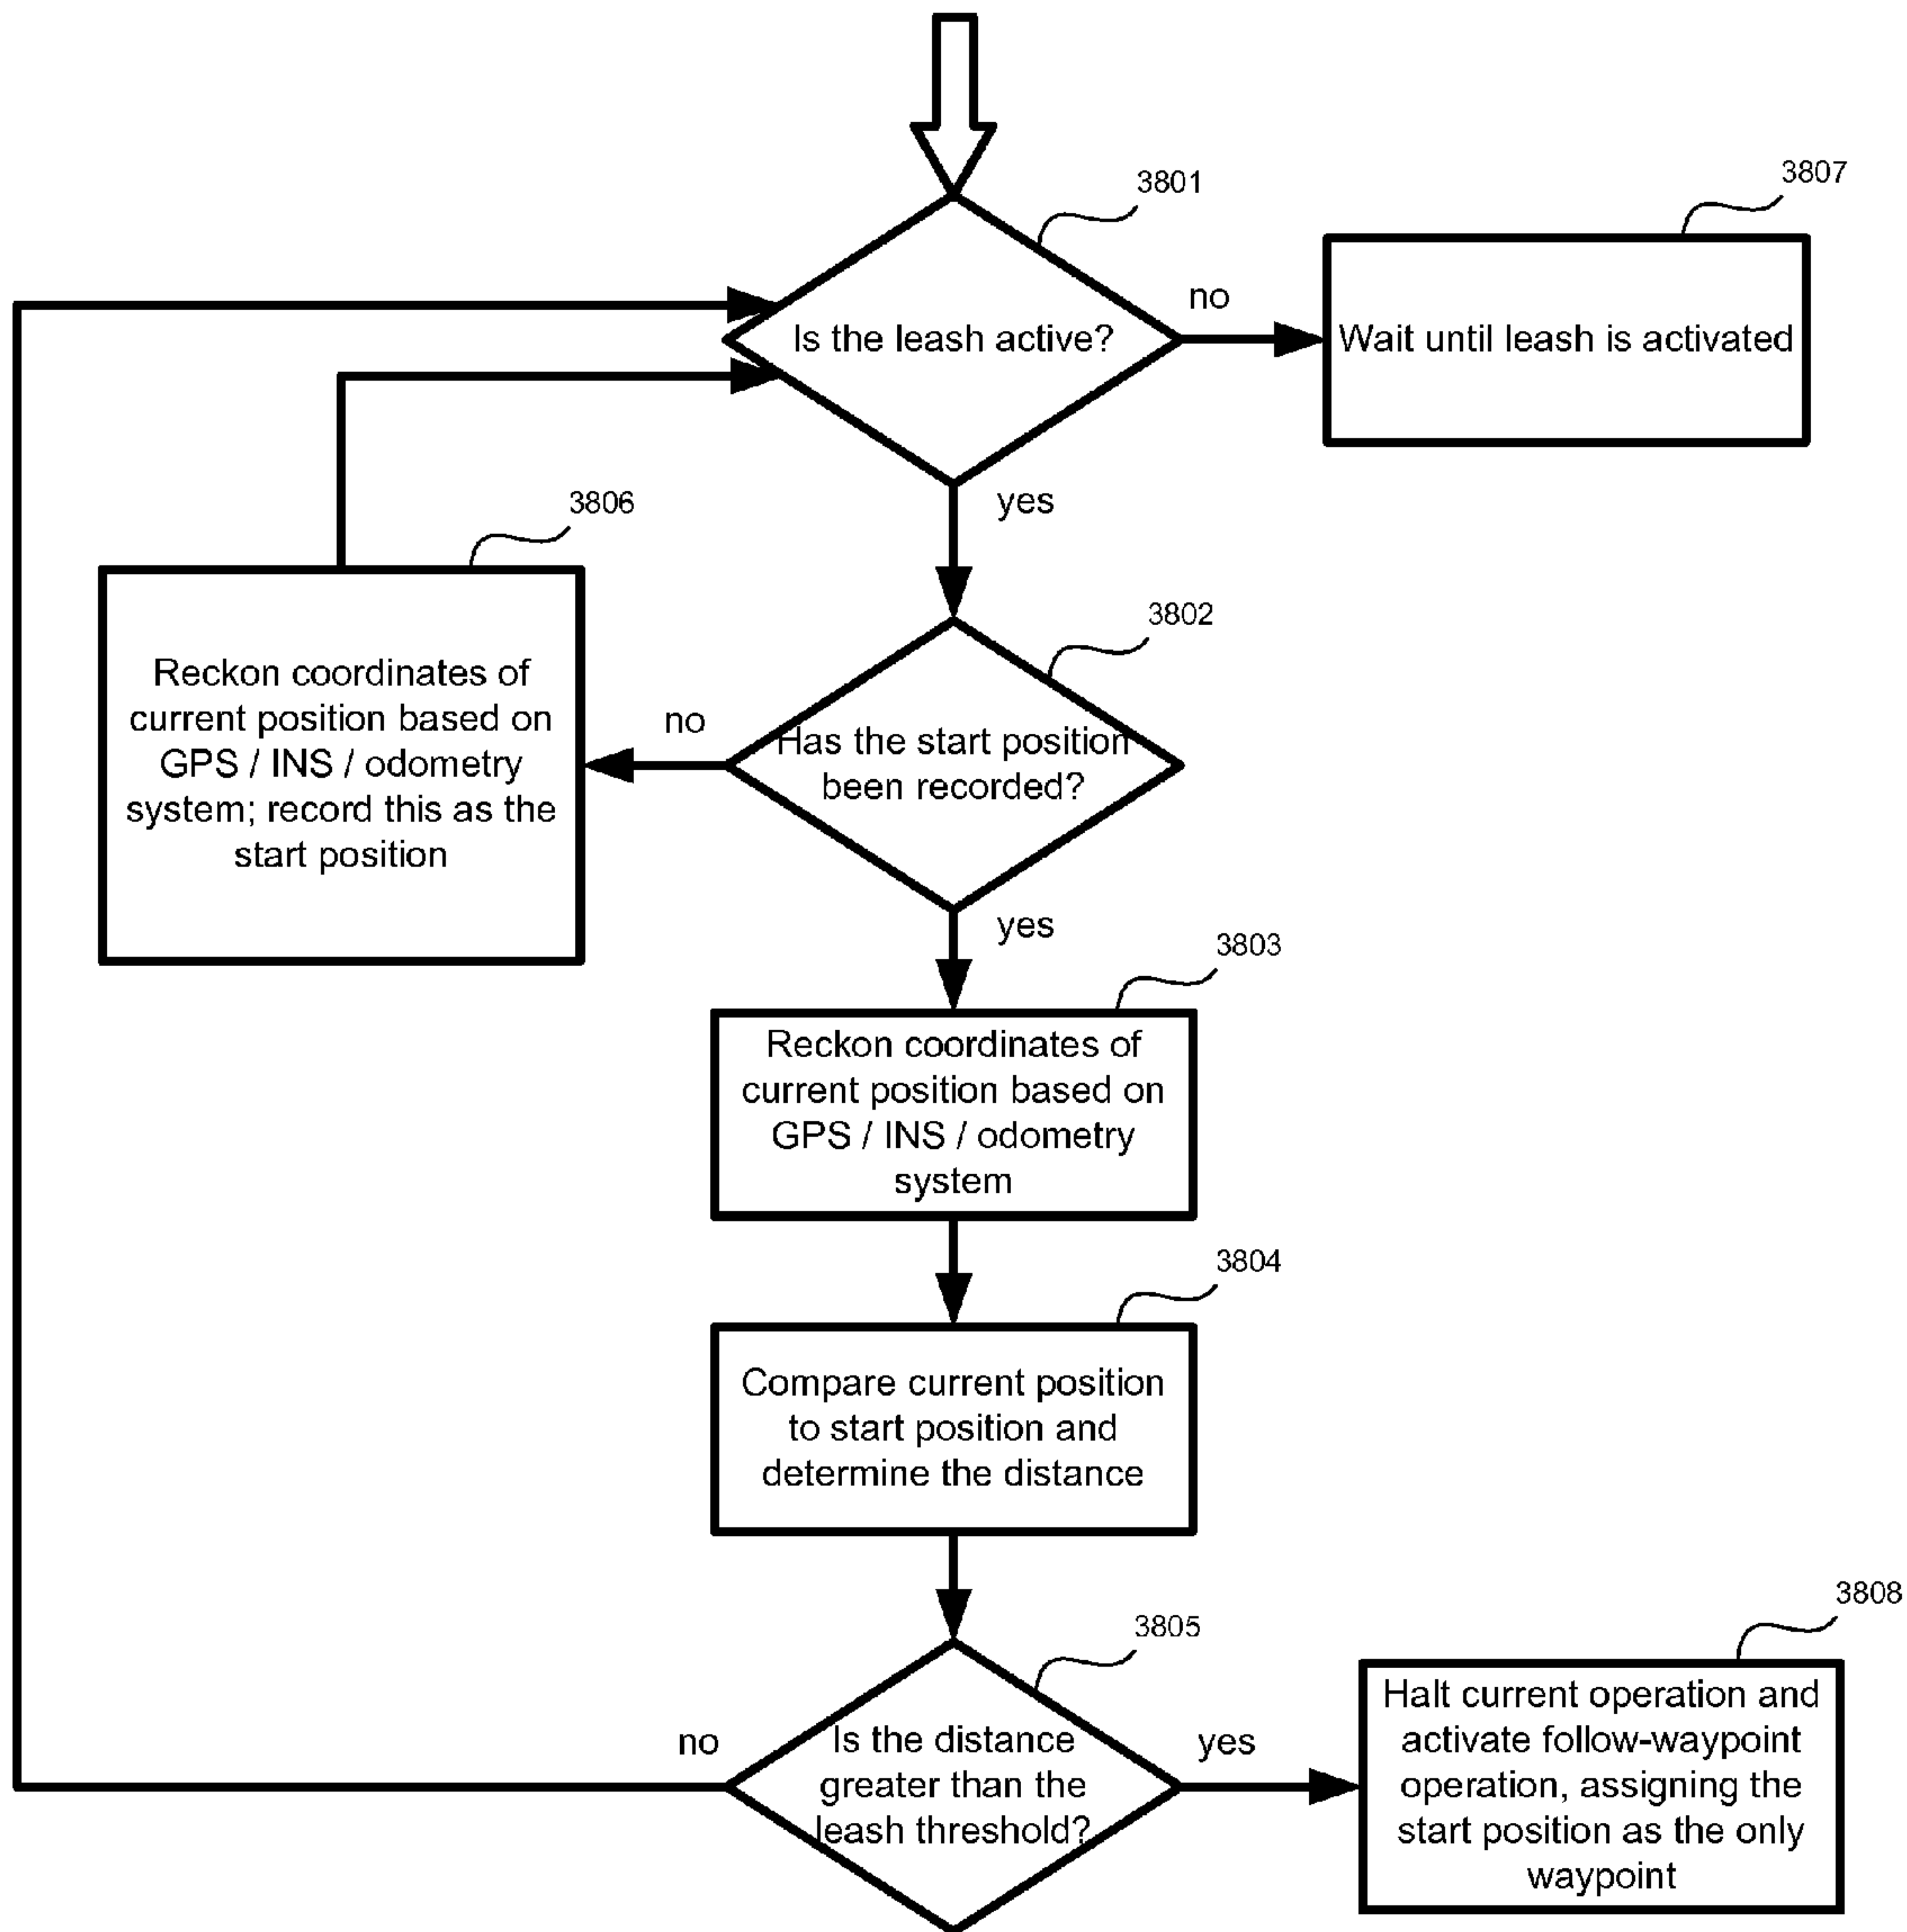 3801
3807
no
Is the leash active?
Wait until leash is activated
yes
3806
3802
Reckon coordinates of
current position based on
GPS / INS / odometry
system; record this as the
start position
no
Has the start position
been recorded?
yes
3803
Reckon coordinates of
current position based on
GPS / INS / odometry
system
3804
Compare current position
to start position and
determine the distance
3805
3808
no
Is the distance
greater than the
leash threshold?
yes
Halt current operation and
activate follow-waypoint
operation, assigning the
start position as the only
waypoint